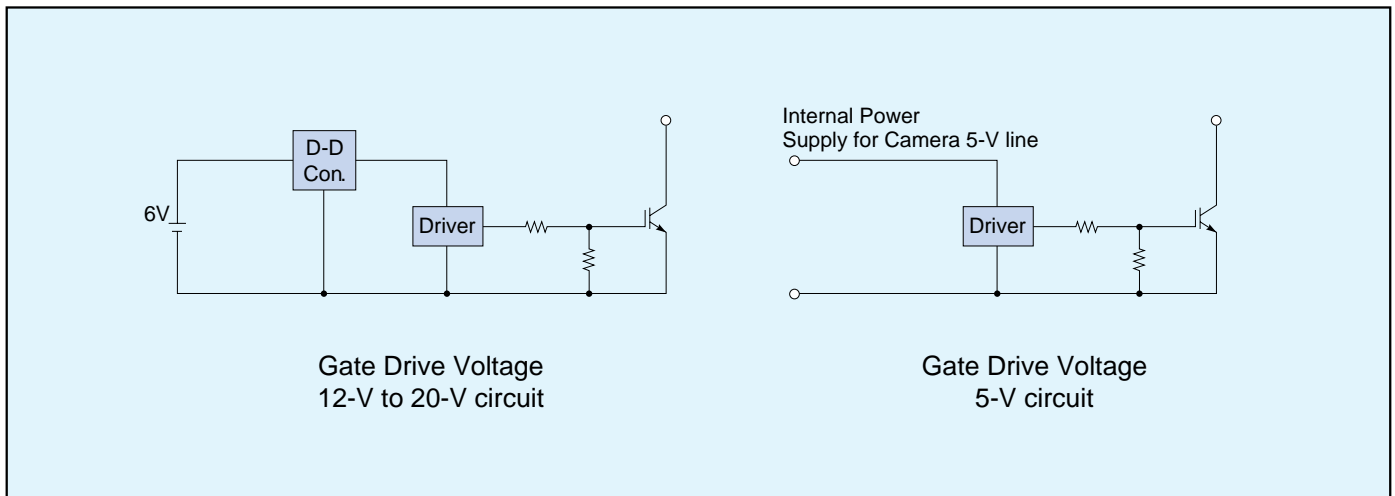 D-D
Con.
6V
Driver
Gate Drive Voltage
12-V to 20-V circuit
Internal Power
Supply for Camera 5-V line
Driver
Gate Drive Voltage
5-V circuit